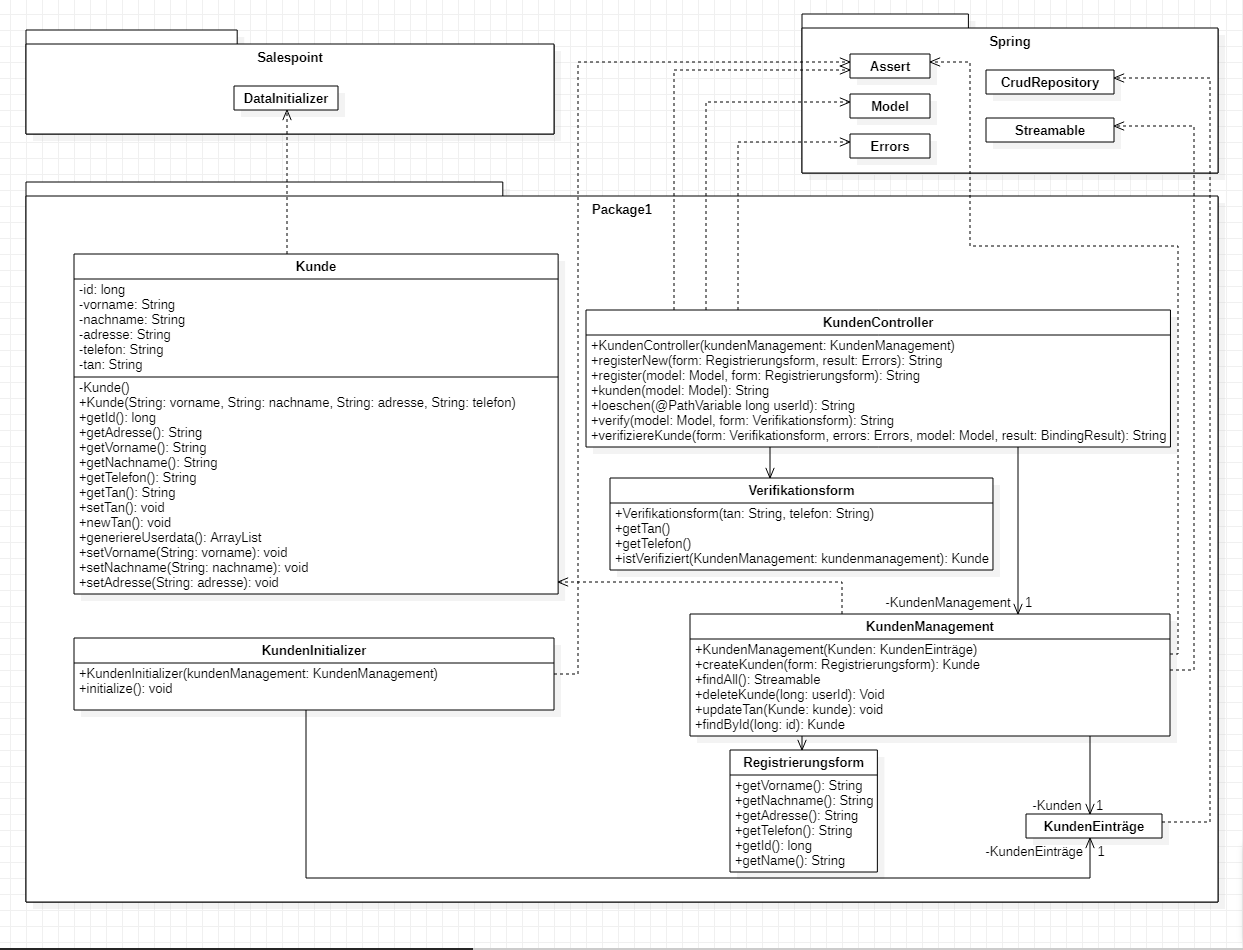 Salespoint
DataInitializer
Spring
Assert
Model
Errors
CrudRepository
Streamable
Package1
Kunde
-id: long
-vorname: String
-nachname: String
-adresse: String
-telefon: String
-tan: String
-Kunde()
+Kunde(String: vorname, String: nachname, String: adresse, String: telefon)
+getId(): long
+getAdresse(): String
+getVorname(): String
+getNachname(): String
+getTelefon(): String
+getTan(): String
+setTan(): void
+newTan(): void
+generiereUserdata(): ArrayList
+setVorname(String: vorname): void
+setNachname(String: nachname): void
+setAdresse(String: adresse): void
KundenController
+KundenController(kundenManagement: KundenManagement)
+registerNew(form: Registrierungsform, result: Errors): String
+register(model: Model, form: Registrierungsform): String
+kunden(model: Model): String
+loeschen(@PathVariable long userId): String
+verify(model: Model, form: Verifikationsform): String
+verifiziereKunde(form: Verifikationsform, errors: Errors, model: Model, result: BindingResult): String
Verifikationsform
+Verifikationsform(tan: String, telefon: String)
+getTan()
+getTelefon()
+istVerifiziert(KundenManagement: kundenmanagement): Kunde
-KundenManagement 1
KundenManagement
+KundenManagement(Kunden: KundenEinträge)
+createKunden(form: Registrierungsform): Kunde
+findAll(): Streamable
+deleteKunde(long: userId): Void
+updateTan(Kunde: kunde): void
+findById(long: id): Kunde
KundenInitializer
+KundenInitializer(kundenManagement: KundenManagement)
+initialize(): void
Registrierungsform
+getVorname(): String
+getNachname(): String
+getAdresse(): String
+getTelefon(): String
+getId(): long
+getName(): String
-Kunden 1
KundenEinträge
-KundenEinträge 1